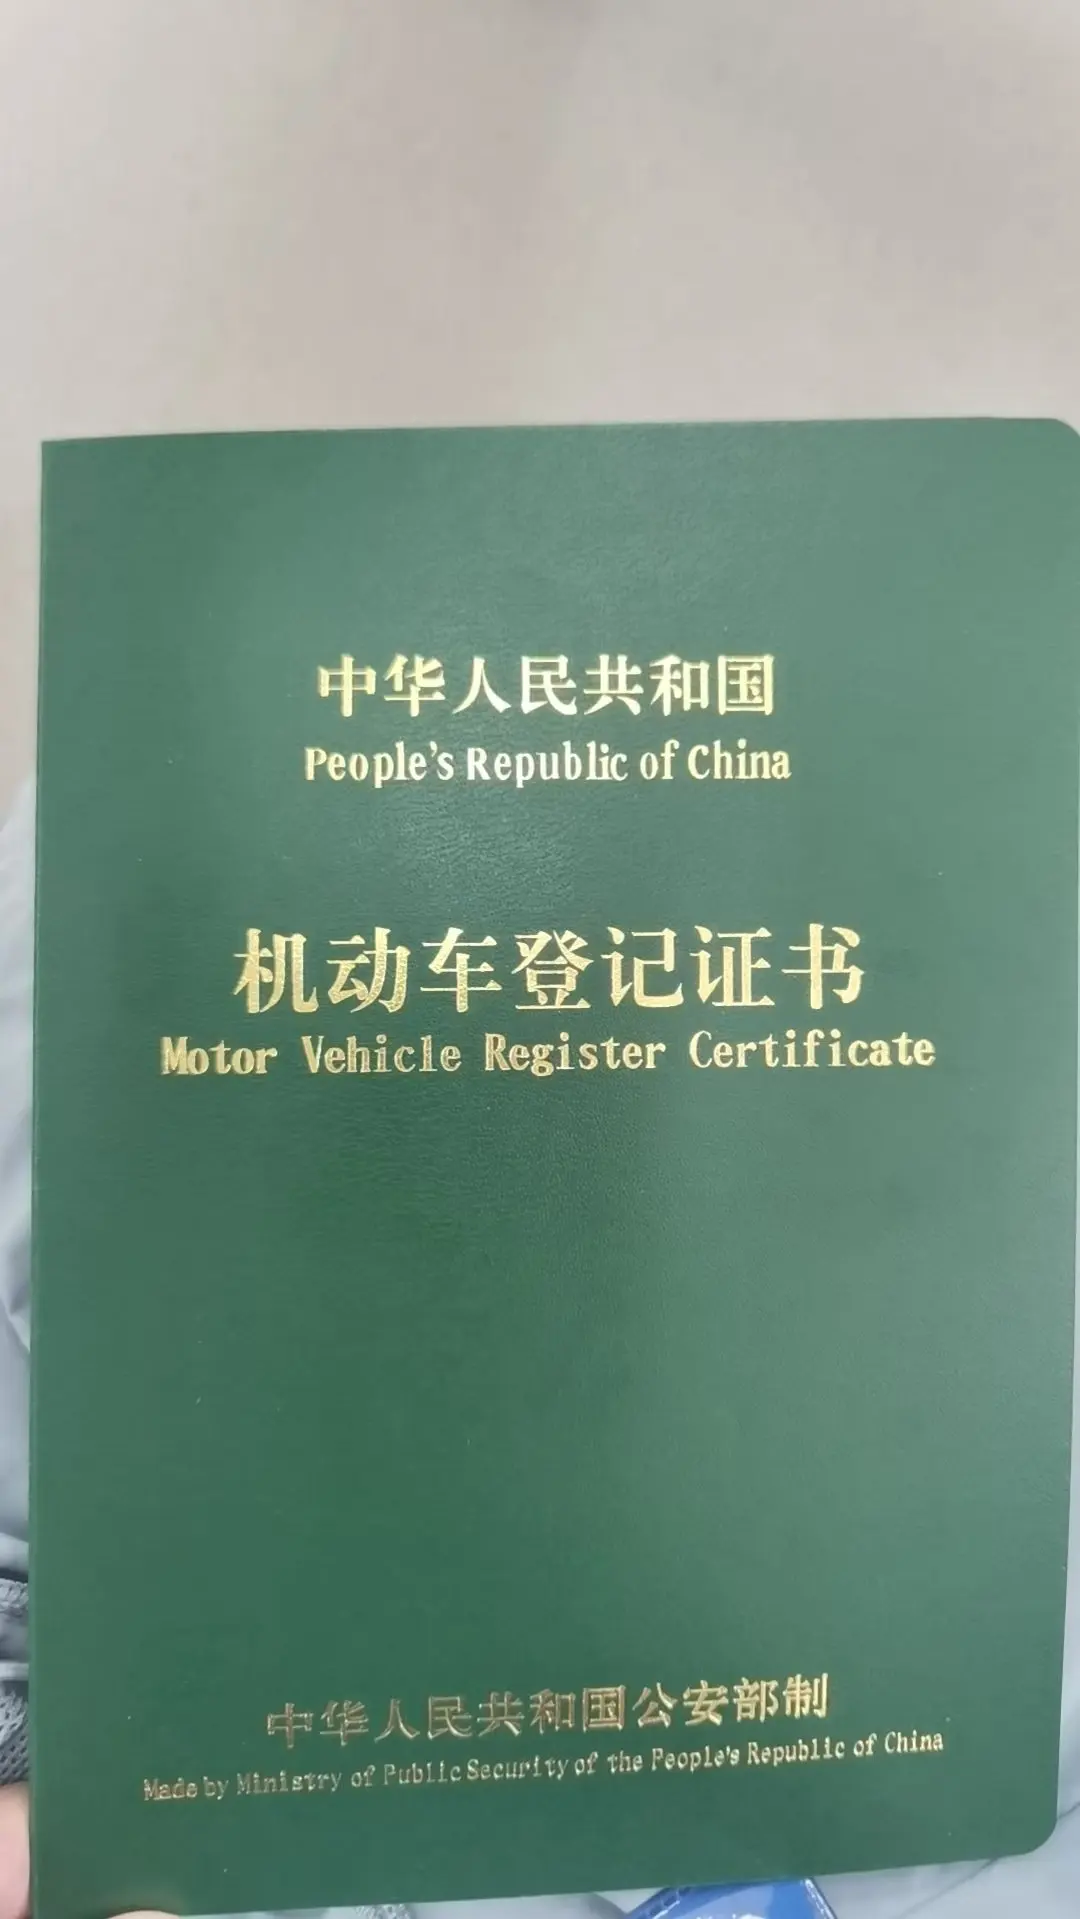 中华人民共和国
People's Republic of China
机动车登记证书
Motor Vehicle Register Certificate
中华人民共和国公安部制
Made by Ministry of Public Security of the People's Republic of China